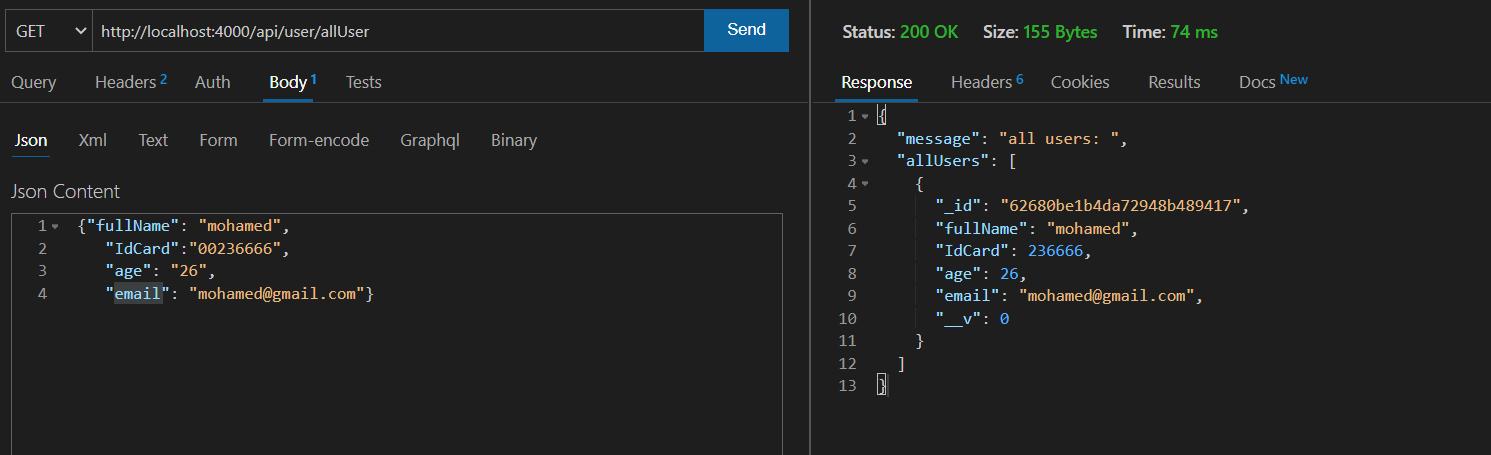 GET http://localhost:4000/api/user/allUser Send
Query Headers 2 Auth Body 1 Tests
Json Xml Text Form Form-encode Graphql Binary
Json Content
1 {"fullName": "mohamed",
2 "IdCard":"00236666",
3 "age": "26",
4 "email": "mohamed@gmail.com"}
Status: 200 OK Size: 155 Bytes Time: 74 ms
Response Headers 6 Cookies Results Docs New
1 {
2 "message": "all users: ",
3 "allUsers": [
4 {
5 "_id": "62680be1b4da72948b489417",
6 "fullName": "mohamed",
7 "IdCard": 236666,
8 "age": 26,
9 "email": "mohamed@gmail.com",
10 "__v": 0
11 }
12 ]
13 }